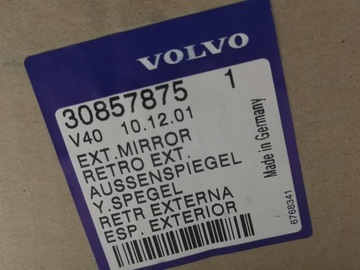 VOLVO
30857875 1
V40 10.12.01
EXT.MIRROR
RETRO EXT.
AUSSENSPIEGEL
Y.SPEGEL
RETR EXTERNA
ESP. EXTERIOR
Made in Germany
6768341